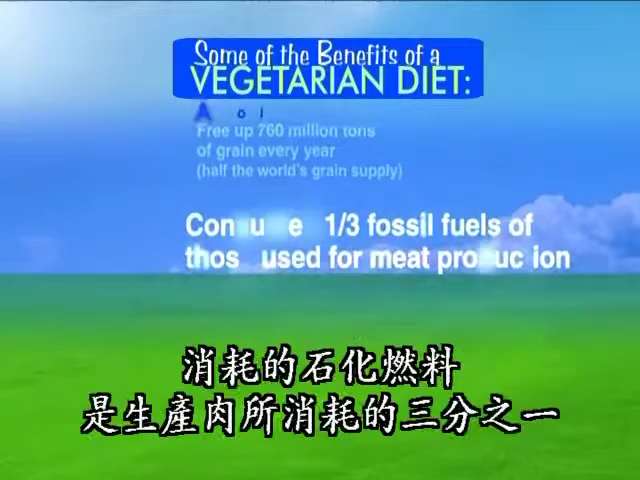 Some of the Benefits of a
VEGETARIAN DIET:
Free up 760 million tons
of grain every year
(half the world's grain supply)
1/3 fossil fuels of
used for meat
消耗的石化燃料
是生產肉所消耗的三分之一